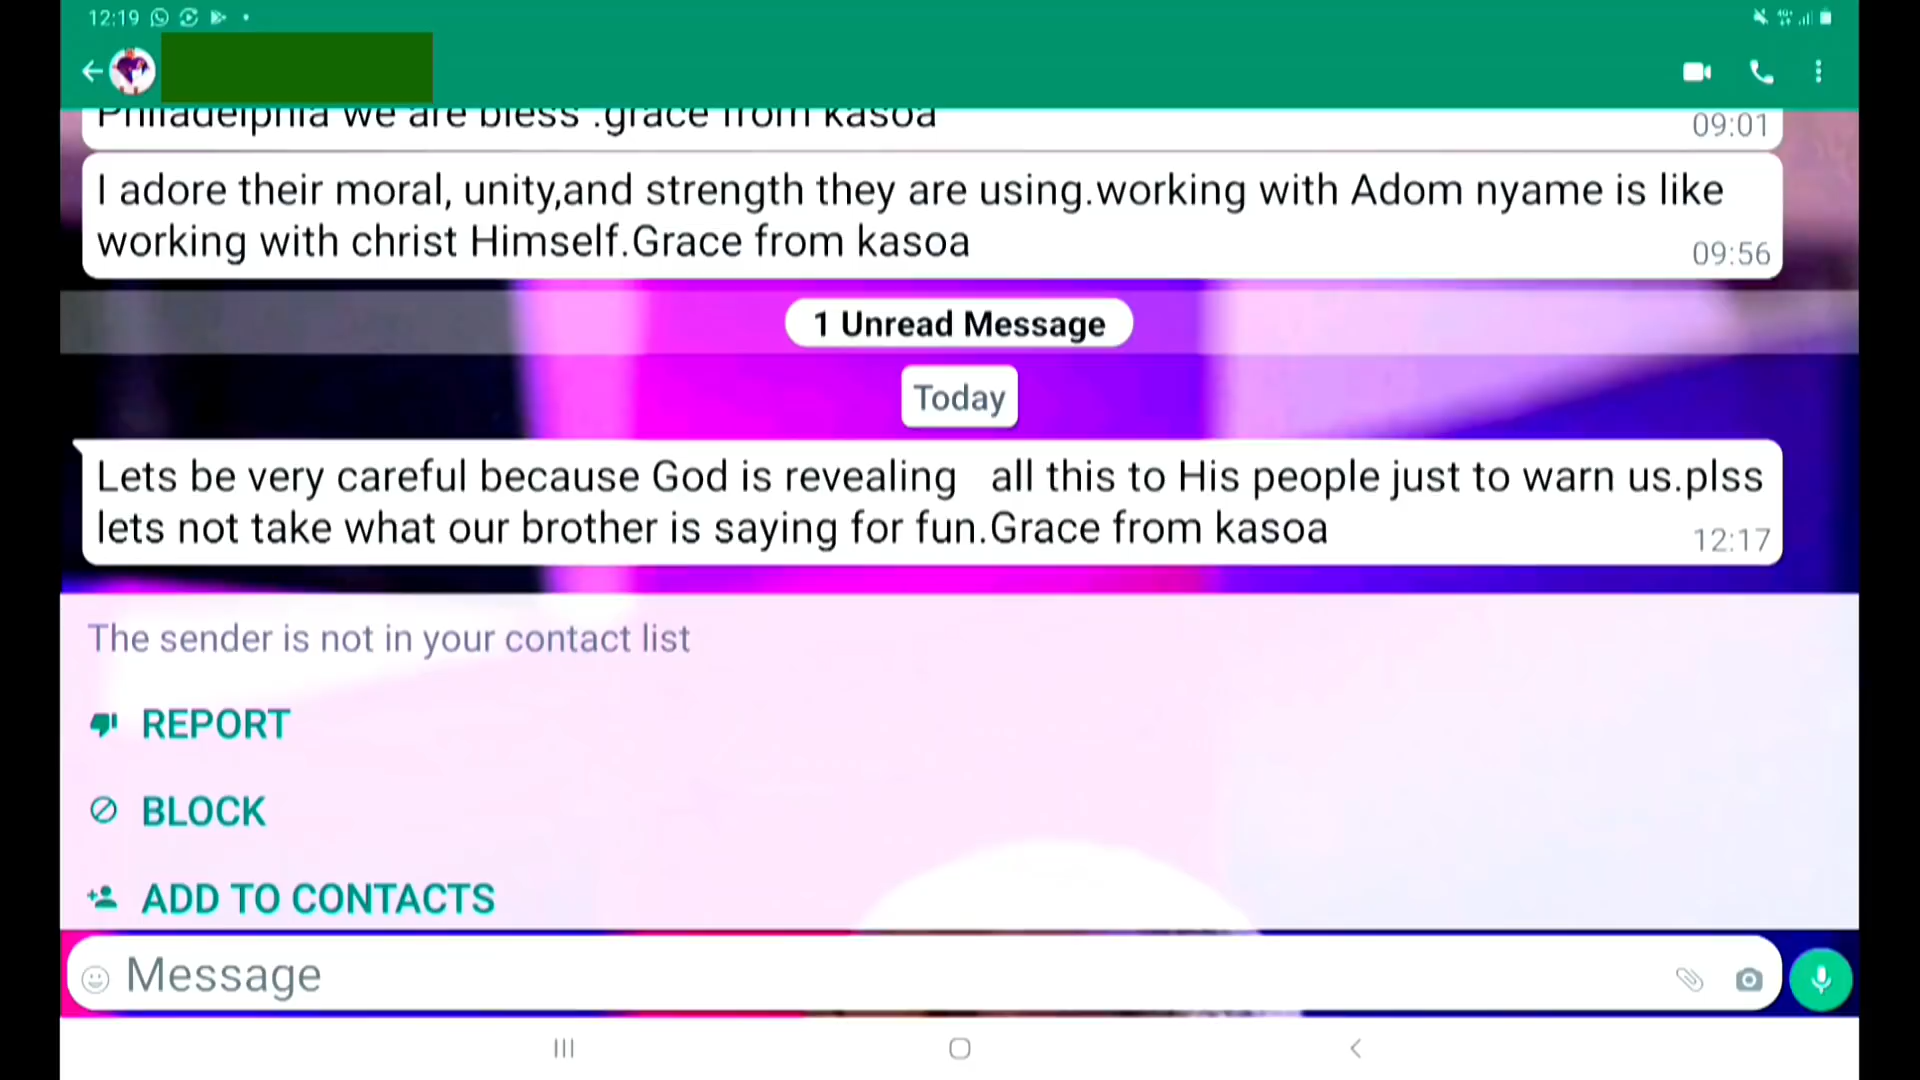 12:19
Philadelphia we are bless .grace from kasoa
09:01
I adore their moral, unity,and strength they are using.working with Adom nyame is like
working with christ Himself.Grace from kasoa
09:56
1 Unread Message
Today
Lets be very careful because God is revealing   all this to His people just to warn us.plss
lets not take what our brother is saying for fun.Grace from kasoa
12:17
The sender is not in your contact list
REPORT
BLOCK
ADD TO CONTACTS
Message